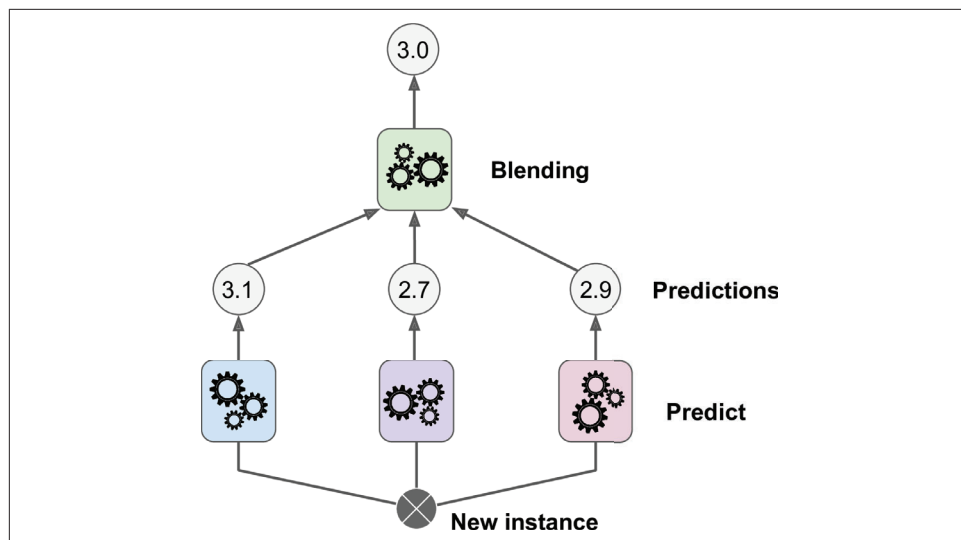 3.0
Blending
3.1
2.7
2.9
Predictions
Predict
New instance